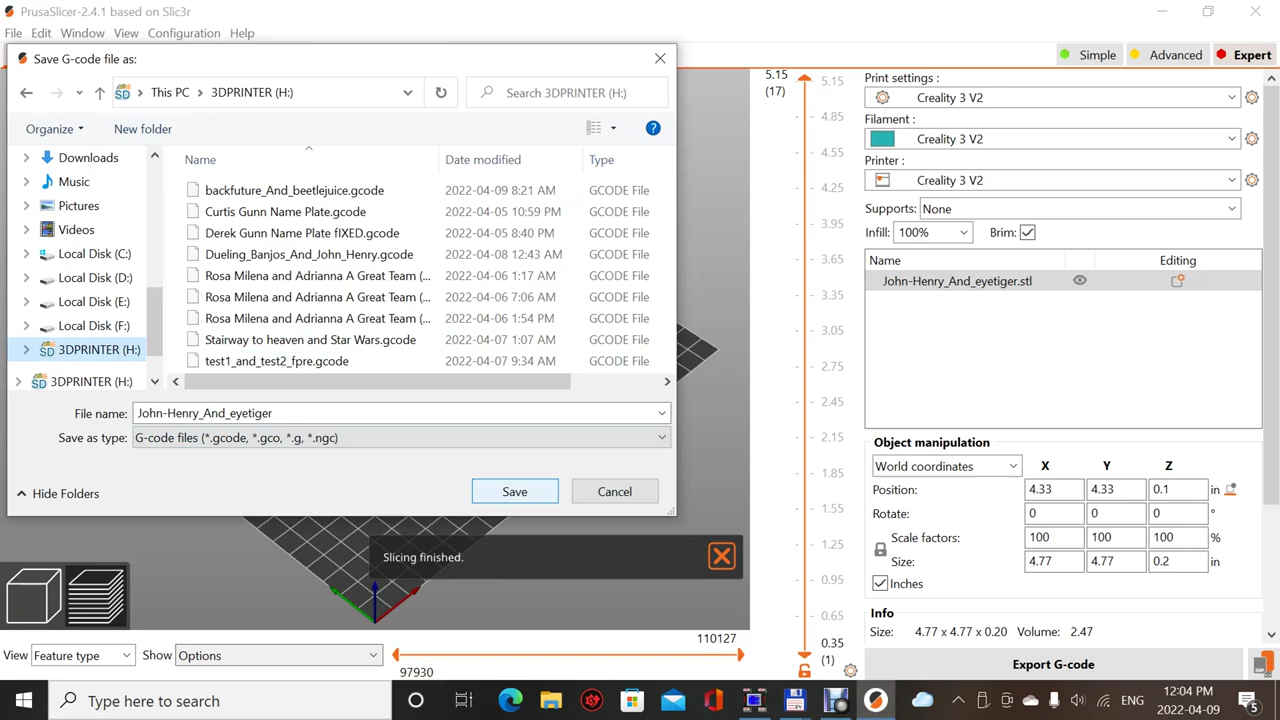 PrusaSlicer-2.4.1 based on Slic3r
File Edit Window View Configuration Help
Save G-code file as:
Simple Advanced Expert
This PC 3DPRINTER (H:) Search 3DPRINTER (H:)
Organize New folder
Name Date modified Type
Downloads
Music
Pictures
Videos
Local Disk (C:)
Local Disk (D:)
Local Disk (E:)
Local Disk (F:)
3DPRINTER (H:)
3DPRINTER (H:)
backfuture_And_beetlejuice.gcode 2022-04-09 8:21 AM GCODE File
Curtis Gunn Name Plate.gcode 2022-04-05 10:59 PM GCODE File
Derek Gunn Name Plate fIXED.gcode 2022-04-05 8:40 PM GCODE File
Dueling_Banjos_And_John_Henry.gcode 2022-04-08 12:43 AM GCODE File
Rosa Milena and Adrianna A Great Team (... 2022-04-06 1:17 AM GCODE File
Rosa Milena and Adrianna A Great Team (... 2022-04-06 7:06 AM GCODE File
Rosa Milena and Adrianna A Great Team (... 2022-04-06 1:54 PM GCODE File
Stairway to heaven and Star Wars.gcode 2022-04-07 1:07 AM GCODE File
test1_and_test2_fpre.gcode 2022-04-07 9:34 AM GCODE File
File name: John-Henry_And_eyetiger
Save as type: G-code files (*.gcode, *.gco, *.g, *.ngc)
Hide Folders Save Cancel
Slicing finished.
5.15
(17)
5.15
4.85
4.55
4.25
3.95
3.65
3.35
3.05
2.75
2.45
2.15
1.85
1.55
1.25
0.95
0.65
0.35
(1)
Print settings :
Creality 3 V2
Filament :
Creality 3 V2
Printer :
Creality 3 V2
Supports: None
Infill: 100% Brim:
Name Editing
John-Henry_And_eyetiger.stl
Object manipulation
World coordinates X Y Z
Position: 4.33 4.33 0.1 in
Rotate: 0 0 0 °
Scale factors: 100 100 100 %
Size: 4.77 4.77 0.2 in
Inches
Info
Size: 4.77 x 4.77 x 0.20 Volume: 2.47
Export G-code
View Feature type Show Options
110127
97930
Type here to search
ENG
12:04 PM
2022-04-09
5